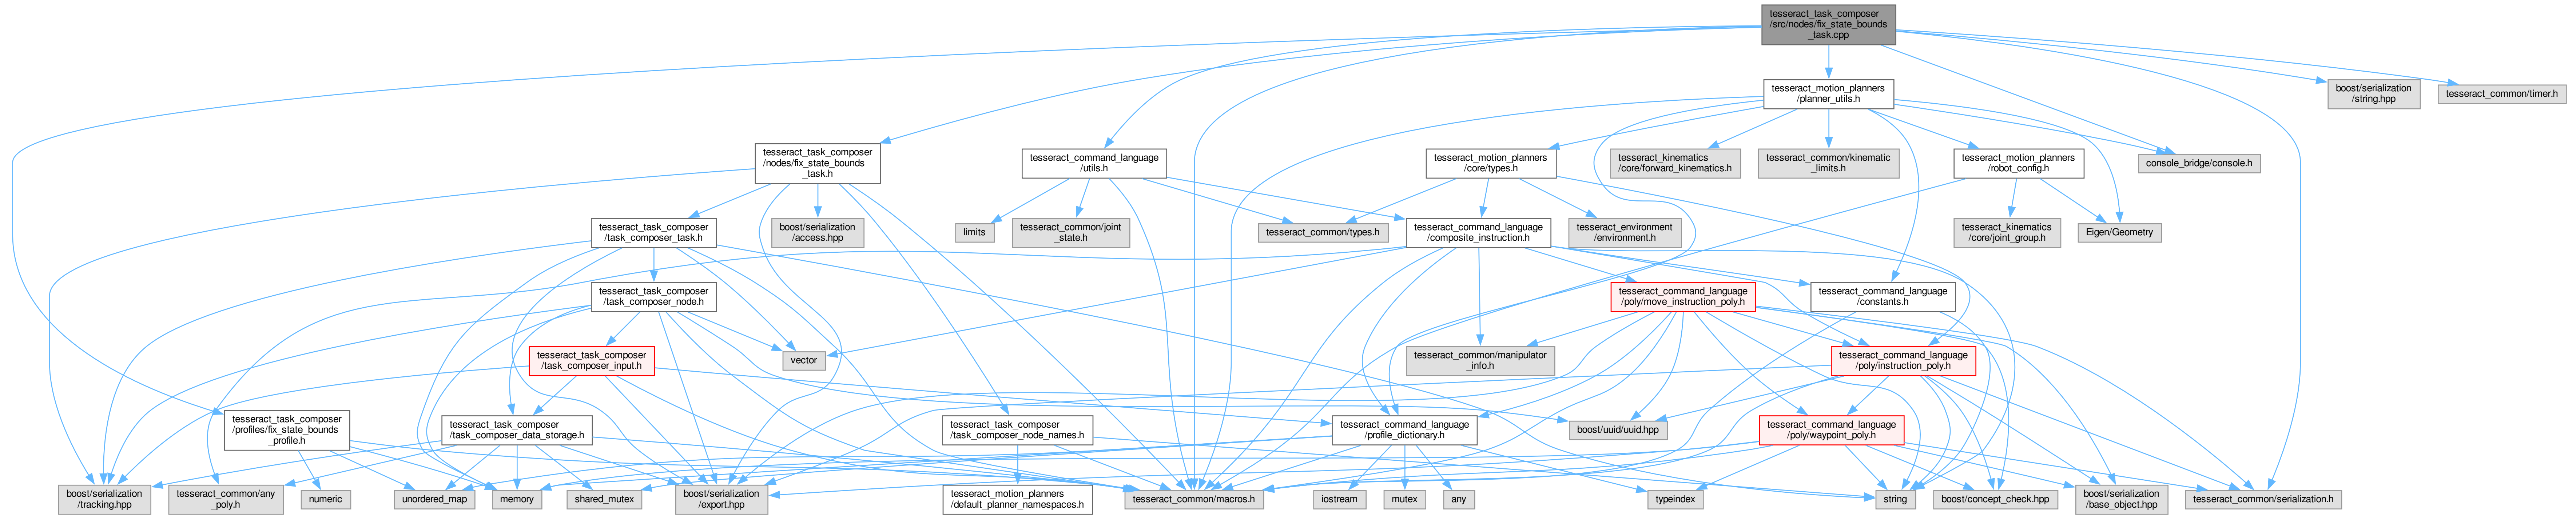 tesseract_task_composer
/src/nodes/fix_state_bounds
_task.cpp
tesseract_motion_planners
/planner_utils.h
boost/serialization
/string.hpp
tesseract_common/timer.h
tesseract_task_composer
/nodes/fix_state_bounds
_task.h
tesseract_command_language
/utils.h
tesseract_motion_planners
/core/types.h
tesseract_kinematics
/core/forward_kinematics.h
tesseract_common/kinematic
_limits.h
tesseract_motion_planners
/robot_config.h
console_bridge/console.h
tesseract_task_composer
/task_composer_task.h
boost/serialization
/access.hpp
limits
tesseract_common/joint
_state.h
tesseract_common/types.h
tesseract_command_language
/composite_instruction.h
tesseract_environment
/environment.h
tesseract_kinematics
/core/joint_group.h
Eigen/Geometry
tesseract_task_composer
/task_composer_node.h
tesseract_command_language
/poly/move_instruction_poly.h
tesseract_command_language
/constants.h
tesseract_task_composer
/task_composer_input.h
vector
tesseract_common/manipulator
_info.h
tesseract_command_language
/poly/instruction_poly.h
tesseract_task_composer
/profiles/fix_state_bounds
_profile.h
tesseract_task_composer
/task_composer_data_storage.h
tesseract_task_composer
/task_composer_node_names.h
tesseract_command_language
/profile_dictionary.h
boost/uuid/uuid.hpp
tesseract_command_language
/poly/waypoint_poly.h
boost/serialization
/tracking.hpp
tesseract_common/any
_poly.h
numeric
unordered_map
memory
shared_mutex
boost/serialization
/export.hpp
tesseract_motion_planners
/default_planner_namespaces.h
tesseract_common/macros.h
iostream
mutex
any
typeindex
string
boost/concept_check.hpp
boost/serialization
/base_object.hpp
tesseract_common/serialization.h